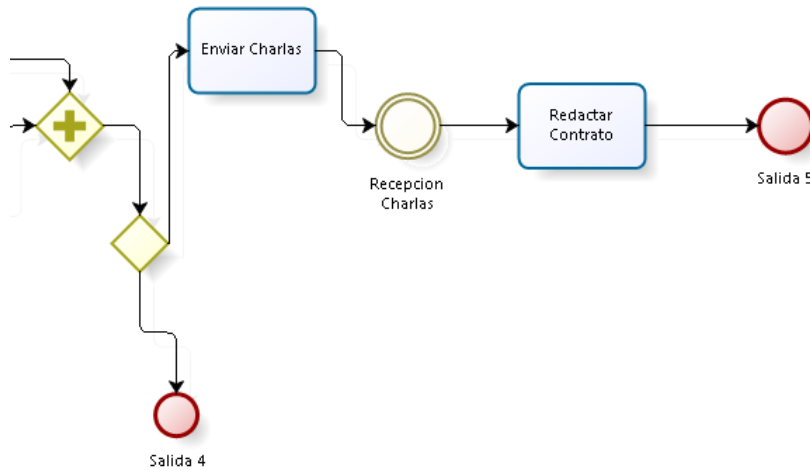 Enviar Charlas
Redactar
Contrato
Recepcion
Charlas
Salida 5
Salida 4